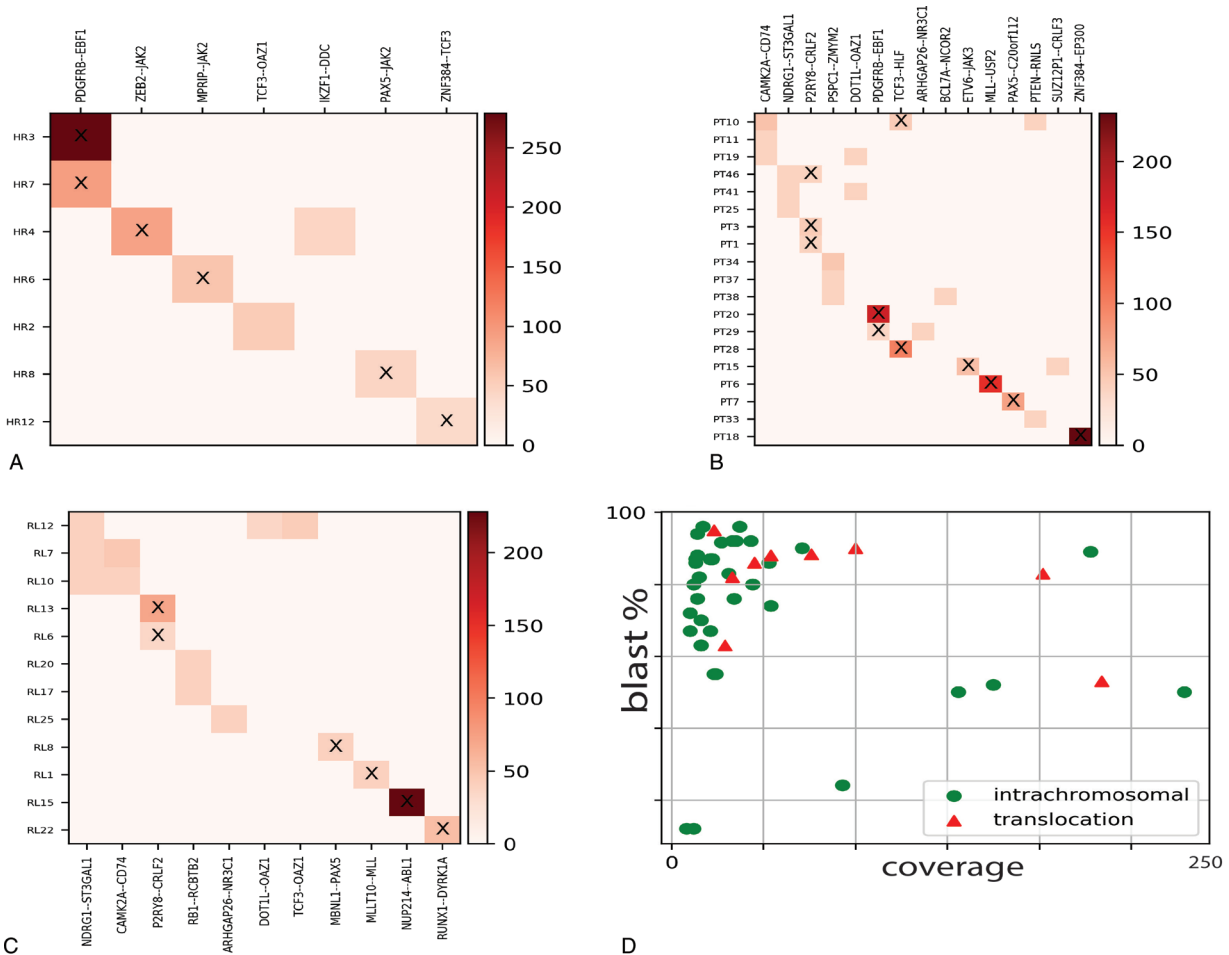 PDGFRB--EBF1
ZEB2--JAK2
MPRIP--JAK2
TCF3--OAZ1
IKZF1--DDC
PAX5--JAK2
ZNF384--TCF3
HR3
HR7
HR4
HR6
HR2
HR8
HR12
X
X
X
X
X
X
250
200
150
100
50
0
A
CAMK2A--CD74
NDRG1--ST3GAL1
P2RY8--CRLF2
PSPC1--ZMYM2
DOT1L--OAZ1
PDGFRB--EBF1
TCF3--HLF
ARHGAP26--NR3C1
BCL7A--NCOR2
ETV6--JAK3
MLL--USP2
PAX5--C20orf112
PTEN--RNLS
SUZ12P1--CRLF3
ZNF384--EP300
PT10
PT11
PT19
PT46
PT41
PT25
PT3
PT1
PT34
PT37
PT38
PT20
PT29
PT28
PT15
PT6
PT7
PT33
PT18
X
X
X
X
X
X
X
X
X
X
X
200
150
100
50
0
B
RL12
RL7
RL10
RL13
RL6
RL20
RL17
RL25
RL8
RL1
RL15
RL22
X
X
X
X
X
X
200
150
100
50
0
NDRG1--ST3GAL1
CAMK2A--CD74
P2RY8--CRLF2
RB1--RCBTB2
ARHGAP26--NR3C1
DOT1L--OAZ1
TCF3--OAZ1
MBNL1--PAX5
MLLT10--MLL
NUP214--ABL1
RUNX1--DYRK1A
C
100
blast %
intrachromosomal
translocation
0
coverage
250
D